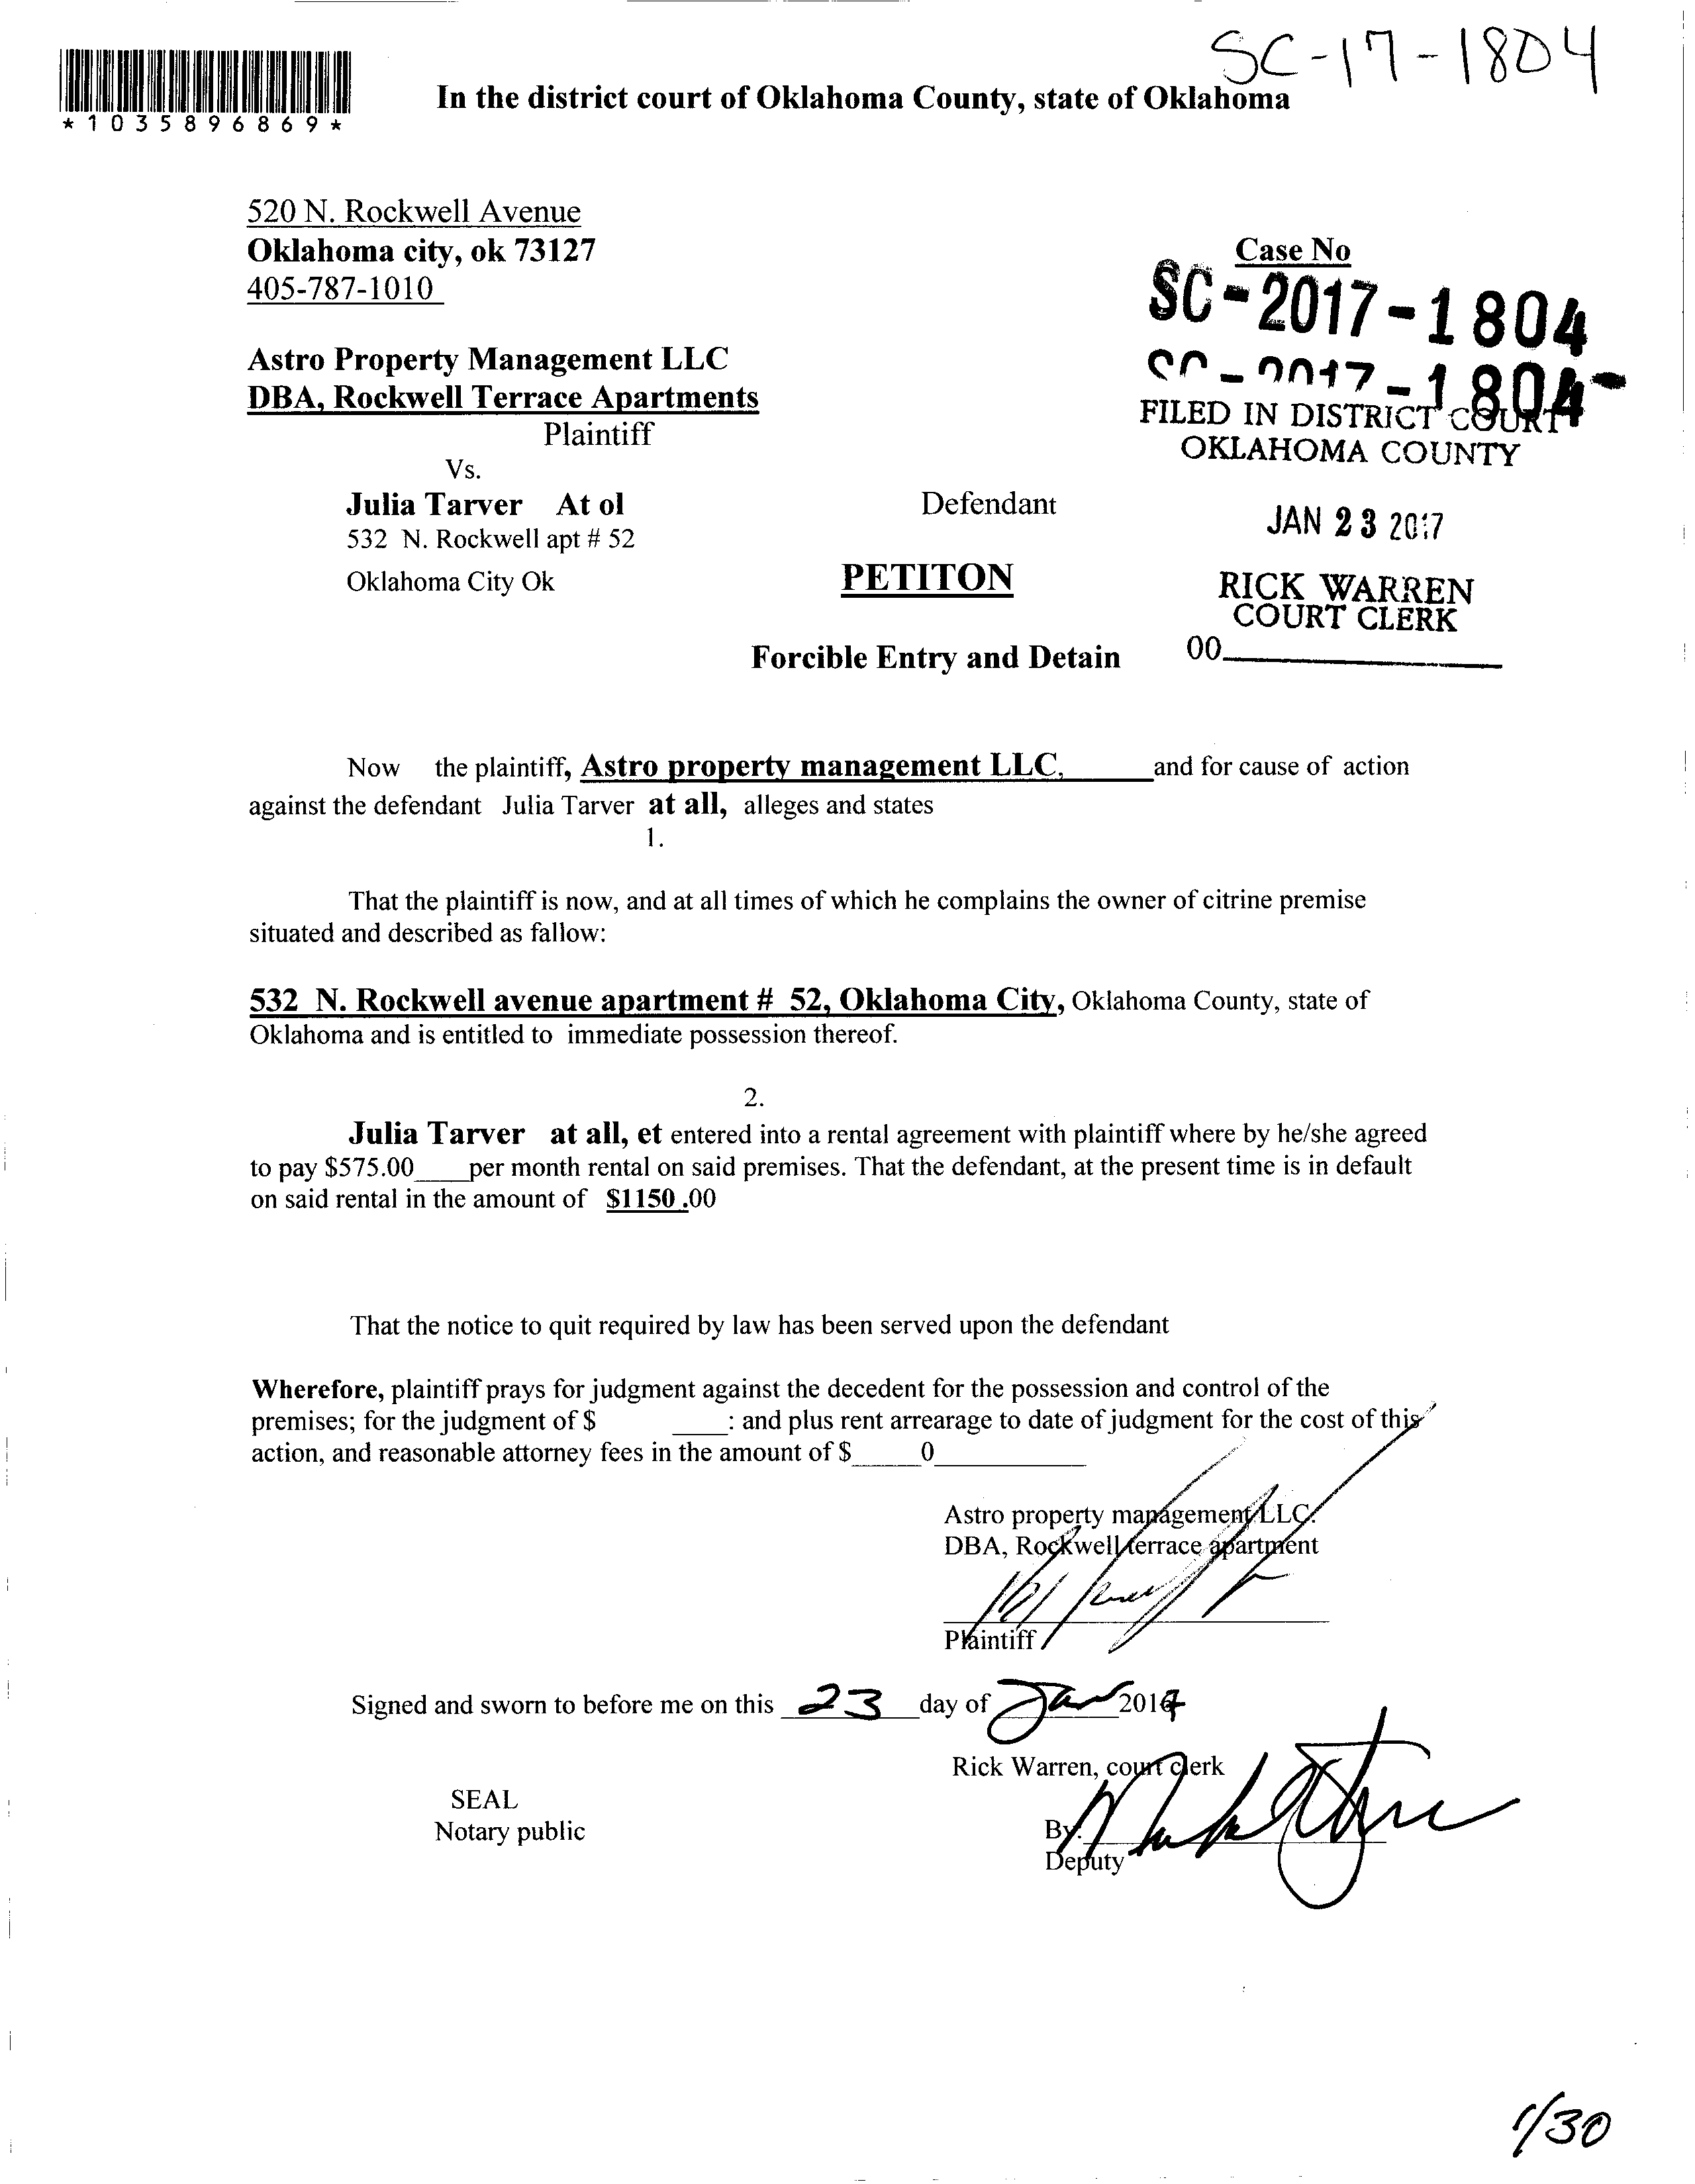 SC-17-1804
*1035896869*
In the district court of Oklahoma County, state of Oklahoma
520 N. Rockwell Avenue
Oklahoma city, ok 73127
405-787-1010
Case No
SC-2017-1804
SC-2017-1804
Astro Property Management LLC
DBA, Rockwell Terrace Apartments
Plaintiff
FILED IN DISTRICT COURT
OKLAHOMA COUNTY
Vs.
Julia Tarver At ol
Defendant
532 N. Rockwell apt # 52
JAN 23 2017
Oklahoma City Ok
PETITON
RICK WARREN
COURT CLERK
Forcible Entry and Detain
00
Now the plaintiff, Astro property management LLC, and for cause of action
against the defendant Julia Tarver at all, alleges and states
1.
That the plaintiff is now, and at all times of which he complains the owner of citrine premise
situated and described as fallow:
532 N. Rockwell avenue apartment # 52, Oklahoma City, Oklahoma County, state of
Oklahoma and is entitled to immediate possession thereof.
2.
Julia Tarver at all, et entered into a rental agreement with plaintiff where by he/she agreed
to pay $575.00____per month rental on said premises. That the defendant, at the present time is in default
on said rental in the amount of $1150 .00
That the notice to quit required by law has been served upon the defendant
Wherefore, plaintiff prays for judgment against the decedent for the possession and control of the
premises; for the judgment of $ ____: and plus rent arrearage to date of judgment for the cost of this
action, and reasonable attorney fees in the amount of $_____0___________
Astro property management LLC.
DBA, Rockwell terrace apartment
Plaintiff
Signed and sworn to before me on this 23 day of Jan 2017
Rick Warren, court clerk
SEAL
Notary public
By:
Deputy
1/30